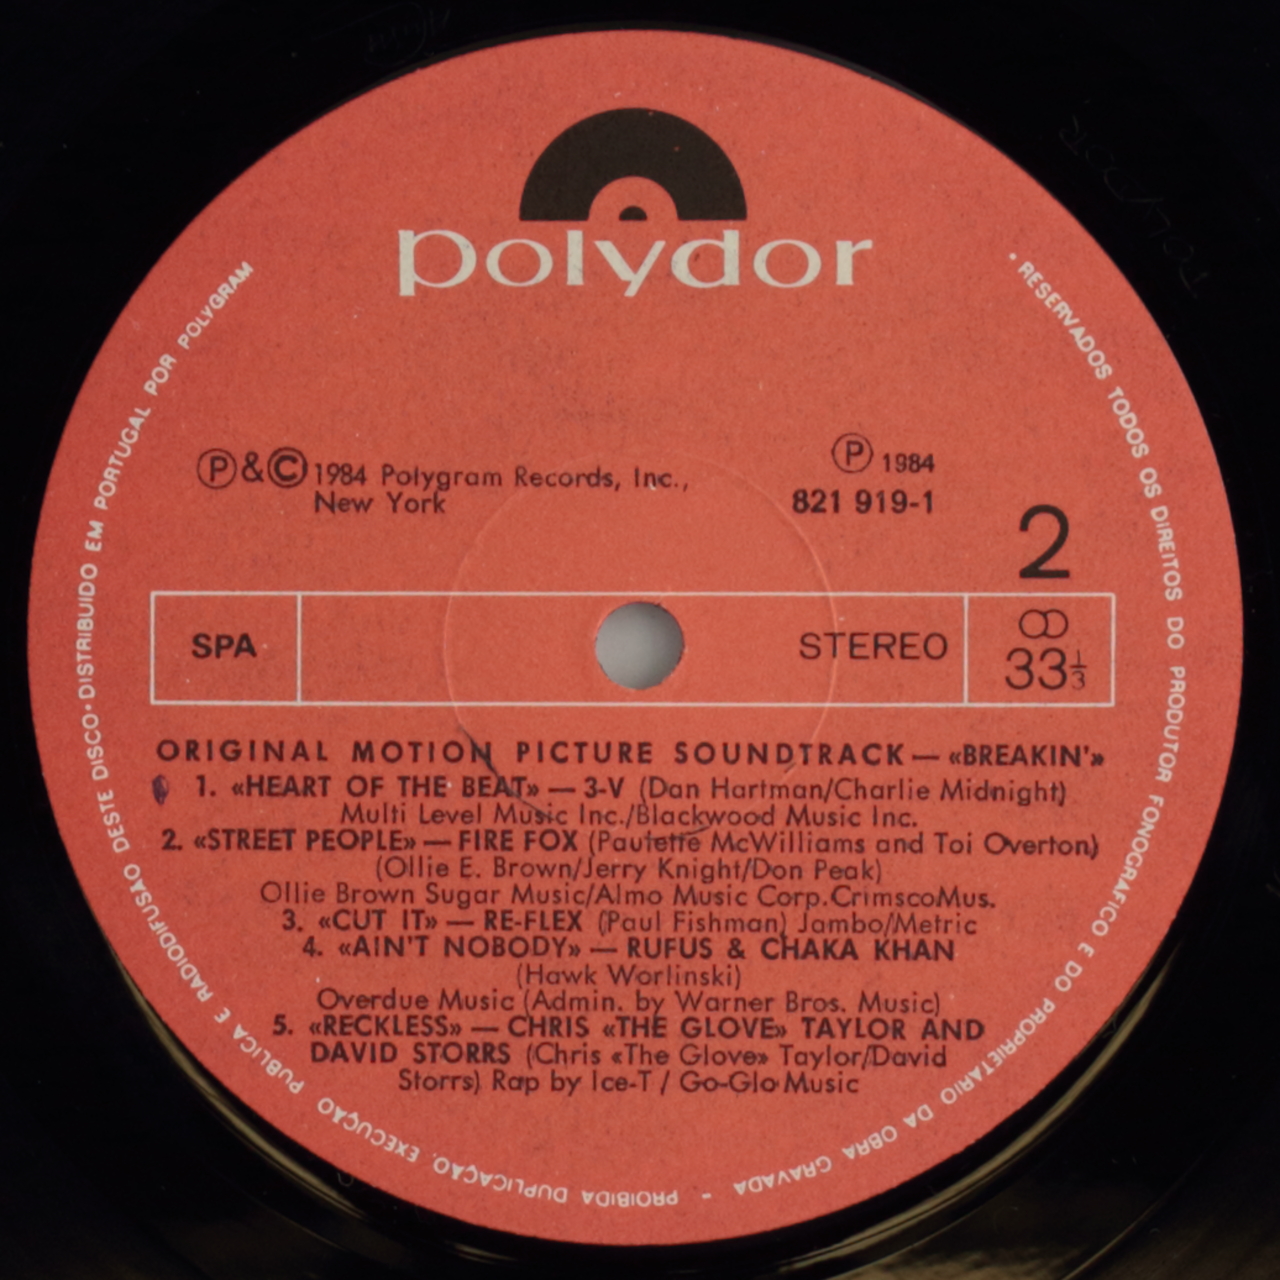 polydor
Ⓟ&Ⓒ 1984 Polygram Records, Inc.,
New York
Ⓟ 1984
821 919-1
2
SPA
STEREO
33⅓
ORIGINAL MOTION PICTURE SOUNDTRACK — «BREAKIN'»
1. «HEART OF THE BEAT» — 3-V (Dan Hartman/Charlie Midnight)
Multi Level Music Inc./Blackwood Music Inc.
2. «STREET PEOPLE» — FIRE FOX (Paulette McWilliams and Toi Overton)
(Ollie E. Brown/Jerry Knight/Don Peak)
Ollie Brown Sugar Music/Almo Music Corp.CrimscoMus.
3. «CUT IT» — RE-FLEX (Paul Fishman) Jambo/Metric
4. «AIN'T NOBODY» — RUFUS & CHAKA KHAN
(Hawk Worlinski)
Overdue Music (Admin. by Warner Bros. Music)
5. «RECKLESS» — CHRIS «THE GLOVE» TAYLOR AND
DAVID STORRS (Chris «The Glove» Taylor/David
Storrs) Rap by Ice-T / Go-Glo Music
• RESERVADOS TODOS OS DIREITOS DO PRODUTOR FONOGRAFICO E DO PROPRIETARIO DA OBRA GRAVADA - PROIBIDA DUPLICAÇÃO, EXECUÇÃO PUBLICA E RADIODIFUSÃO DESTE DISCO•DISTRIBUIDO EM PORTUGAL POR POLYGRAM